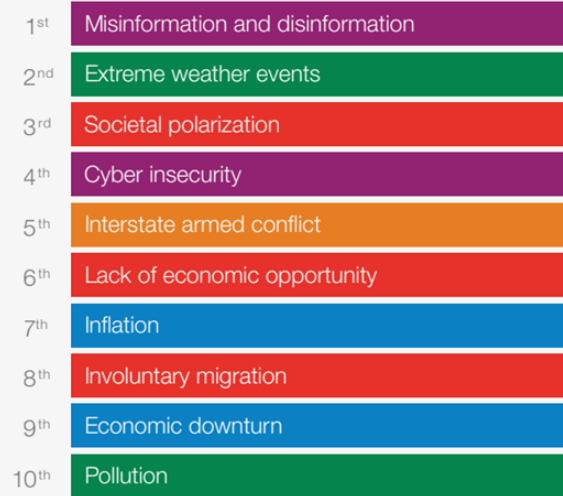 1st Misinformation and disinformation
2nd Extreme weather events
3rd Societal polarization
4th Cyber insecurity
5th Interstate armed conflict
6th Lack of economic opportunity
7th Inflation
8th Involuntary migration
9th Economic downturn
10th Pollution